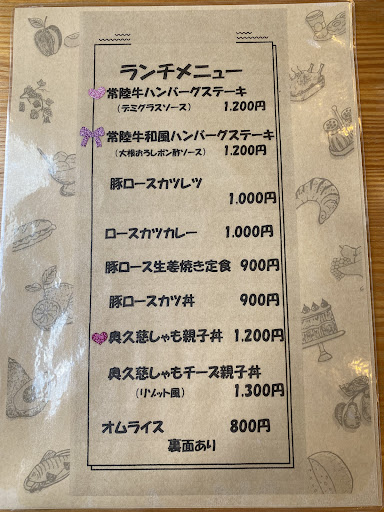 ランチメニュー
常陸牛ハンバーグステーキ
(デミグラスソース) 1.200円
常陸牛和風ハンバーグステーキ
(大根おろしポン酢ソース) 1.200円
豚ロースカツレツ
1.000円
ロースカツカレー 1.000円
豚ロース生姜焼き定食 900円
豚ロースカツ丼 900円
奥久慈しゃも親子丼 1.200円
奥久慈しゃもチーズ親子丼
(リゾット風) 1.300円
オムライス 800円
裏面あり